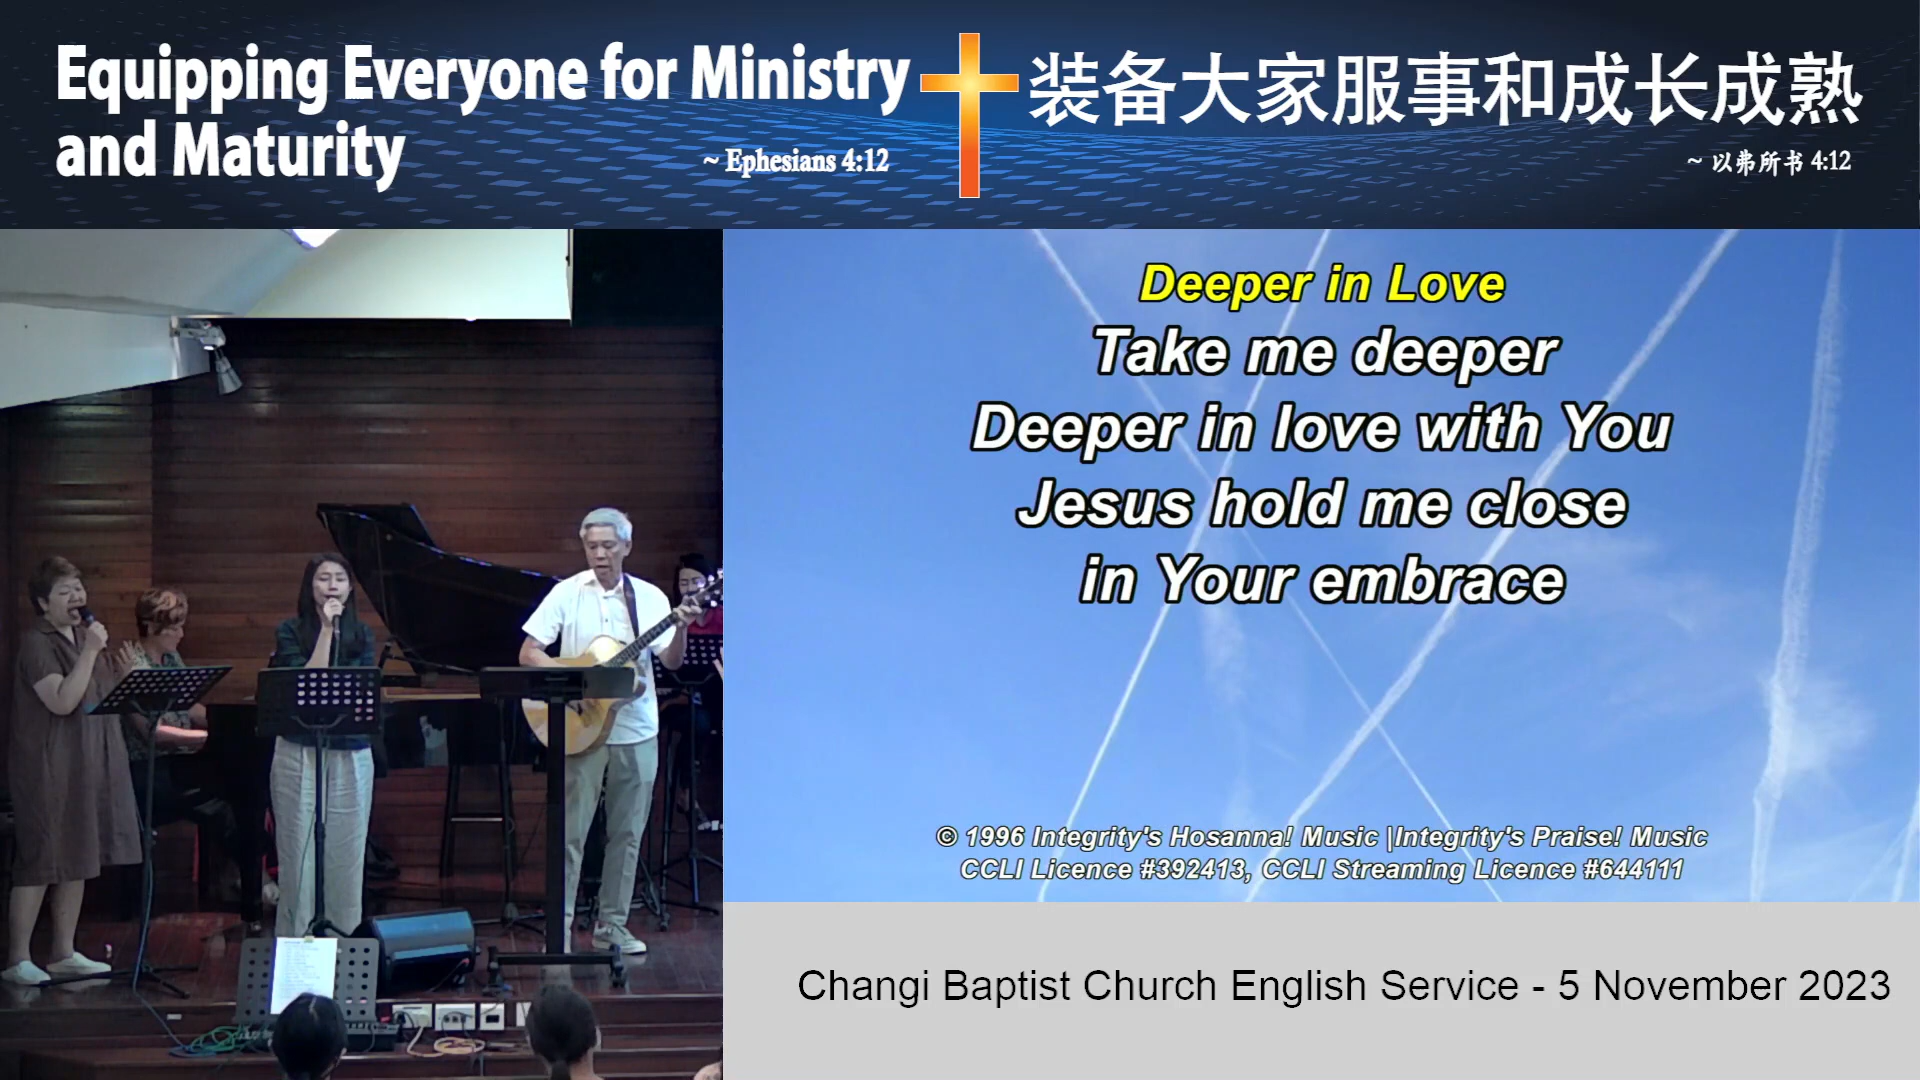 Equipping Everyone for Ministry
and Maturity
~ Ephesians 4:12
装备大家服事和成长成熟
~ 以弗所书 4:12
Deeper in Love
Take me deeper
Deeper in love with You
Jesus hold me close
in Your embrace
© 1996 Integrity's Hosanna! Music |Integrity's Praise! Music
CCLI Licence #392413, CCLI Streaming Licence #644111
Changi Baptist Church English Service - 5 November 2023